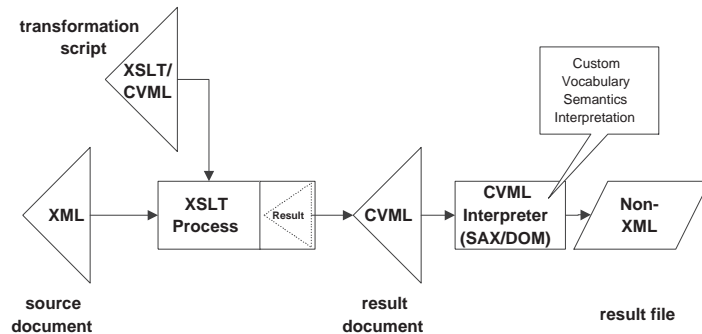 transformation
script
XSLT/
CVML
Custom
Vocabulary
Semantics
Interpretation
XML
XSLT
Process
Result
CVML
CVML
Interpreter
(SAX/DOM)
Non-
XML
source
document
result
document
result file